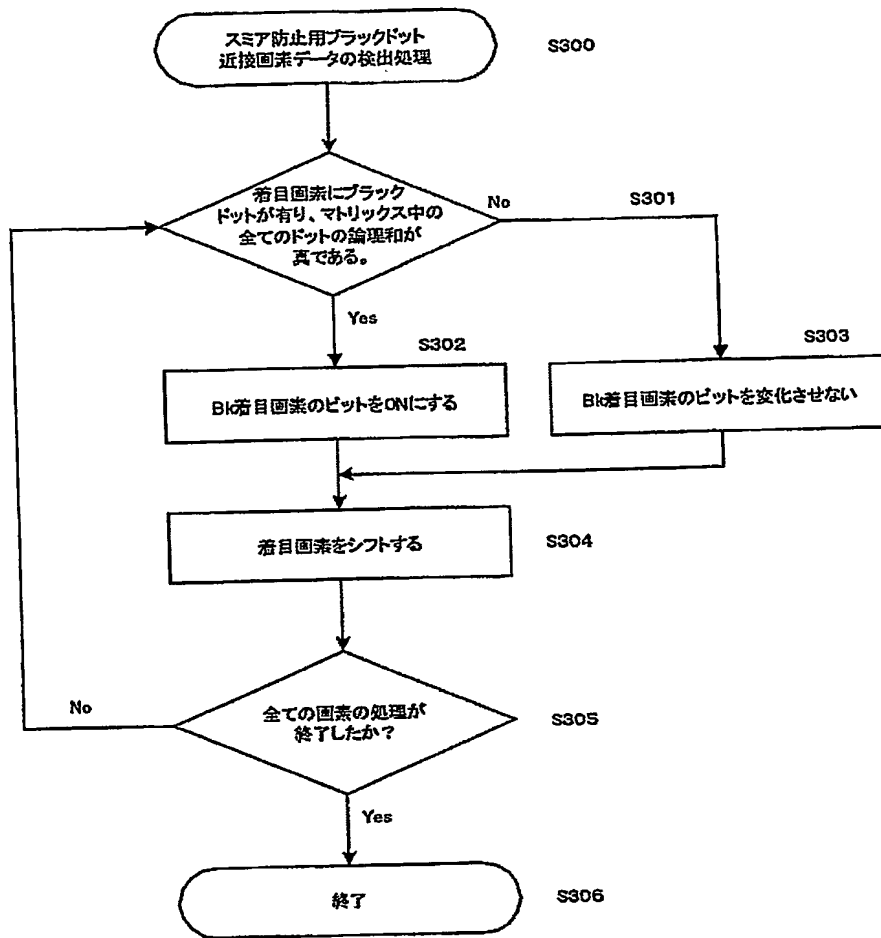 スミア防止用ブラックドット
近接画素データの検出処理
S300
着目画素にブラック
ドットが有り、マトリックス中の
全てのドットの論理和が
真である。
No
S301
Yes
S302
S303
Bk着目画素のビットをONにする
Bk着目画素のビットを変化させない
着目画素をシフトする
S304
No
全ての画素の処理が
終了したか?
S305
Yes
終了
S306